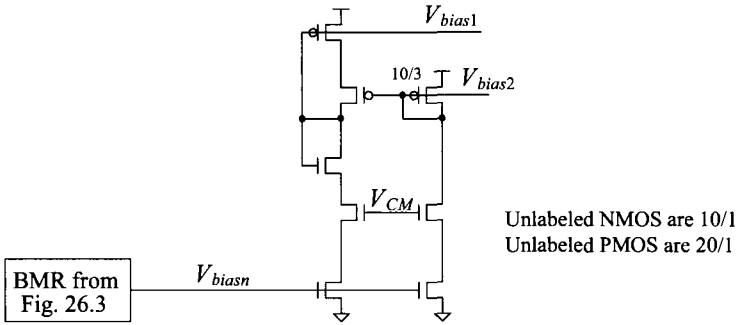 V_bias1
10/3
V_bias2
V_CM
Unlabeled NMOS are 10/1
Unlabeled PMOS are 20/1
BMR from
Fig. 26.3
V_biasn